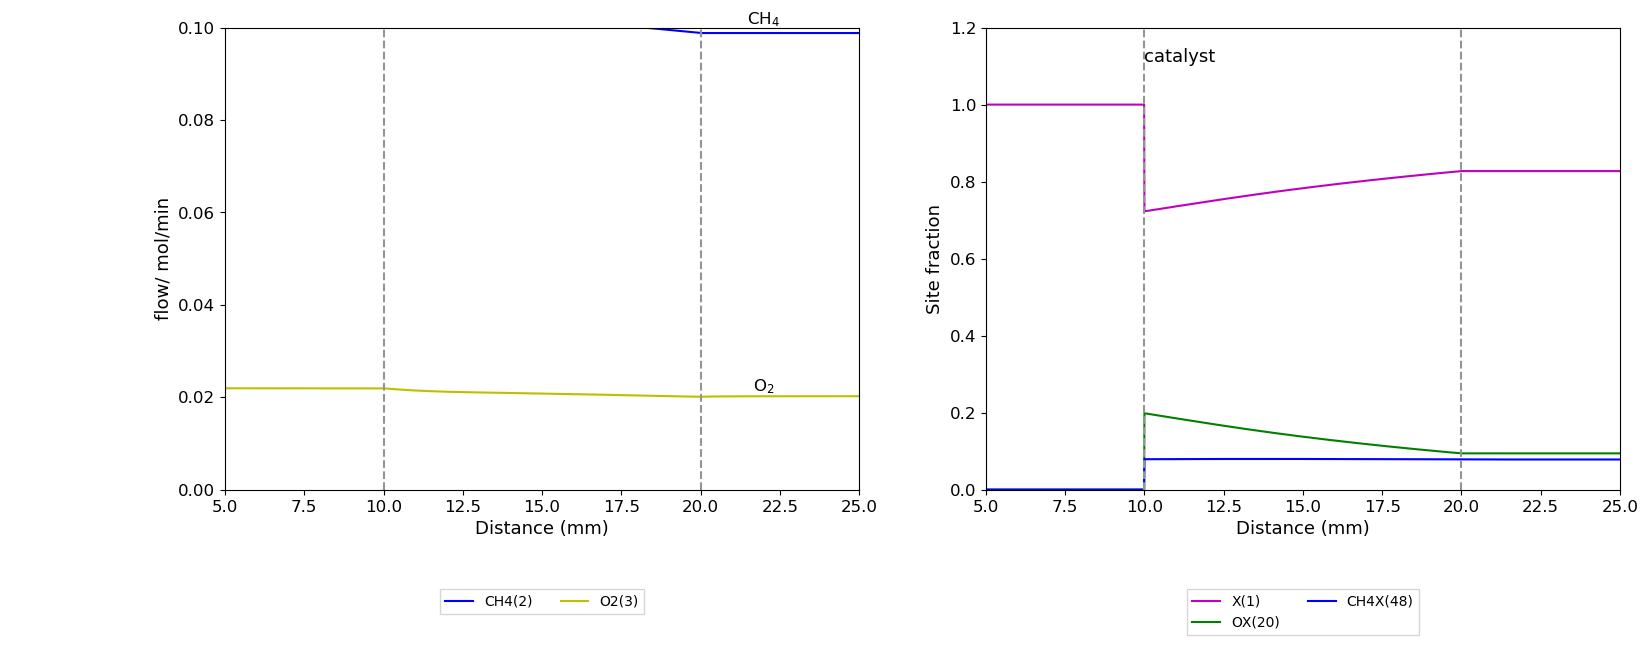 CH4
0.10
0.08
0.06
0.04
0.02
0.00
flow/ mol/min
O2
5.0 7.5 10.0 12.5 15.0 17.5 20.0 22.5 25.0
Distance (mm)
CH4(2) O2(3)
catalyst
1.2
1.0
0.8
0.6
0.4
0.2
0.0
Site fraction
5.0 7.5 10.0 12.5 15.0 17.5 20.0 22.5 25.0
Distance (mm)
X(1) CH4X(48)
OX(20)